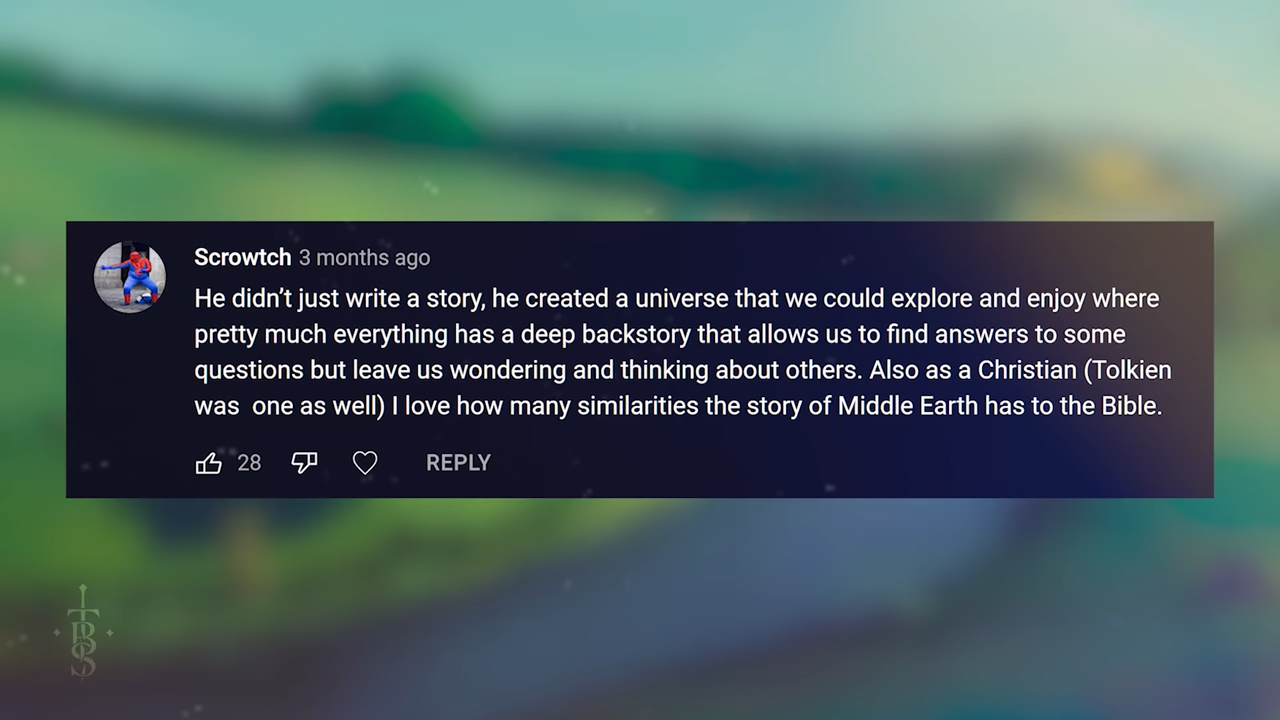 Scrowtch 3 months ago
He didn’t just write a story, he created a universe that we could explore and enjoy where
pretty much everything has a deep backstory that allows us to find answers to some
questions but leave us wondering and thinking about others. Also as a Christian (Tolkien
was  one as well) I love how many similarities the story of Middle Earth has to the Bible.
28 REPLY
TBS